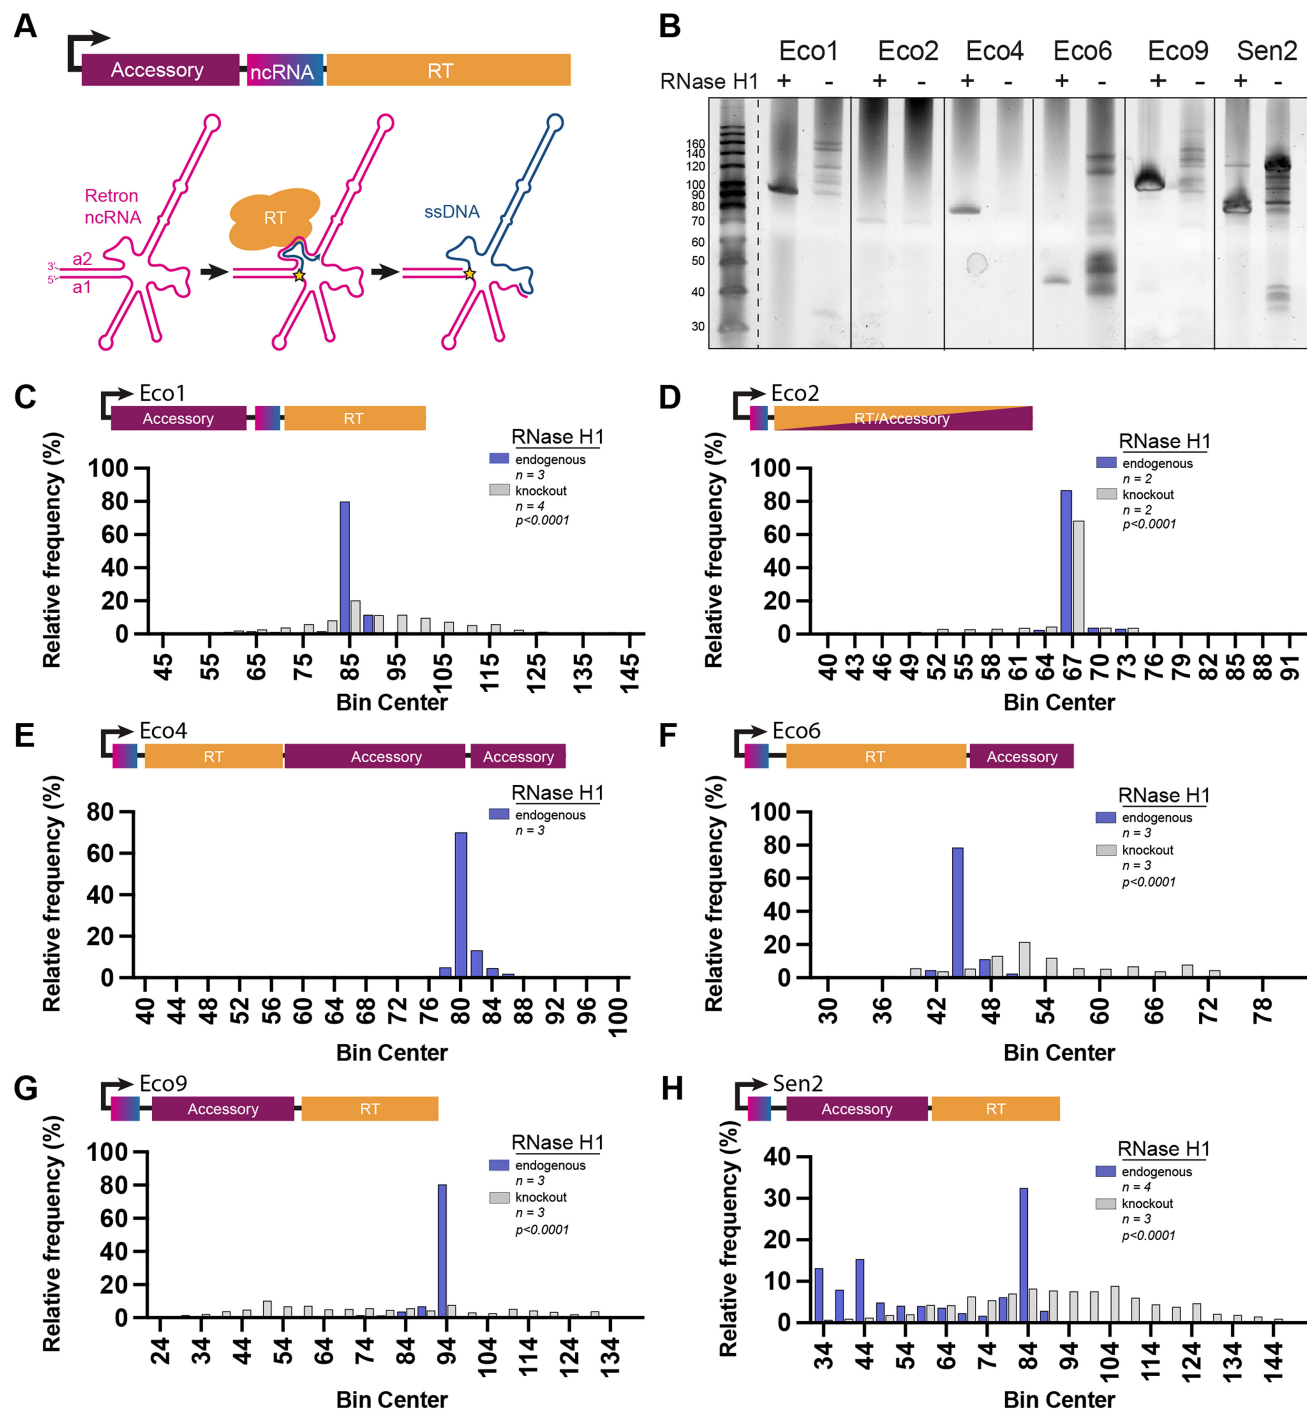 A
Accessory
ncRNA
RT
Retron
ncRNA
RT
ssDNA
3'
a2
5'
a1
B
Eco1 Eco2 Eco4 Eco6 Eco9 Sen2
RNase H1 + - + - + - + - + - + -
160
140
100
90
80
70
60
50
40
30
C
Eco1
Accessory RT
RNase H1
endogenous
n = 3
knockout
n = 4
p<0.0001
Relative frequency (%)
100
80
60
40
20
0
45 55 65 75 85 95 105 115 125 135 145
Bin Center
D
Eco2
RT/Accessory
RNase H1
endogenous
n = 2
knockout
n = 2
p<0.0001
Relative frequency (%)
100
80
60
40
20
0
40 43 46 49 52 55 58 61 64 67 70 73 76 79 82 85 88 91
Bin Center
E
Eco4
RT Accessory Accessory
RNase H1
endogenous
n = 3
Relative frequency (%)
80
60
40
20
0
40 44 48 52 56 60 64 68 72 76 80 84 88 92 96 100
Bin Center
F
Eco6
RT Accessory
RNase H1
endogenous
n = 3
knockout
n = 3
p<0.0001
Relative frequency (%)
100
80
60
40
20
0
30 36 42 48 54 60 66 72 78
Bin Center
G
Eco9
Accessory RT
RNase H1
endogenous
n = 3
knockout
n = 3
p<0.0001
Relative frequency (%)
100
80
60
40
20
0
24 34 44 54 64 74 84 94 104 114 124 134
Bin Center
H
Sen2
Accessory RT
RNase H1
endogenous
n = 4
knockout
n = 3
p<0.0001
Relative frequency (%)
40
30
20
10
0
34 44 54 64 74 84 94 104 114 124 134 144
Bin Center